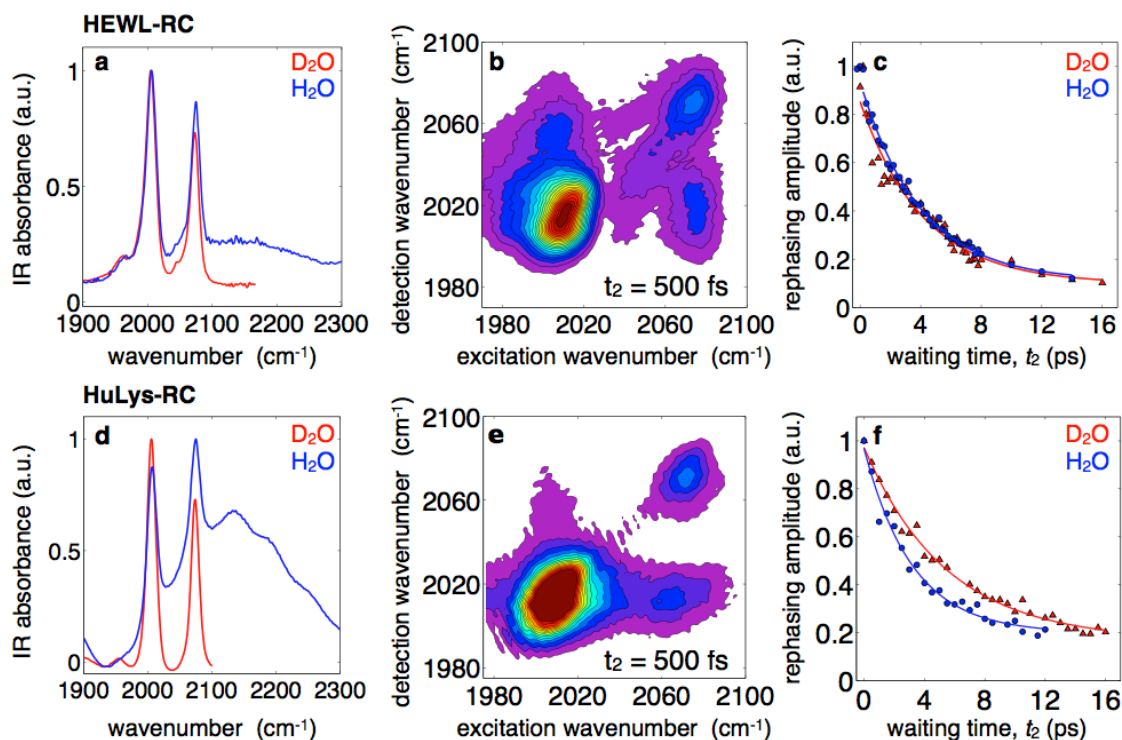 HEWL-RC
a
D₂O
H₂O
1
0.5
0
1900 2000 2100 2200 2300
wavenumber (cm⁻¹)
IR absorbance (a.u.)
b
2100
2060
2020
1980
t₂ = 500 fs
1980 2020 2060 2100
excitation wavenumber (cm⁻¹)
detection wavenumber (cm⁻¹)
c
D₂O
H₂O
1
0.8
0.6
0.4
0.2
0
0 4 8 12 16
waiting time, t₂ (ps)
rephasing amplitude (a.u.)
HuLys-RC
d
D₂O
H₂O
1
0.5
0
1900 2000 2100 2200 2300
wavenumber (cm⁻¹)
IR absorbance (a.u.)
e
2100
2060
2020
1980
t₂ = 500 fs
1980 2020 2060 2100
excitation wavenumber (cm⁻¹)
detection wavenumber (cm⁻¹)
f
D₂O
H₂O
1
0.8
0.6
0.4
0.2
0
0 4 8 12 16
waiting time, t₂ (ps)
rephasing amplitude (a.u.)